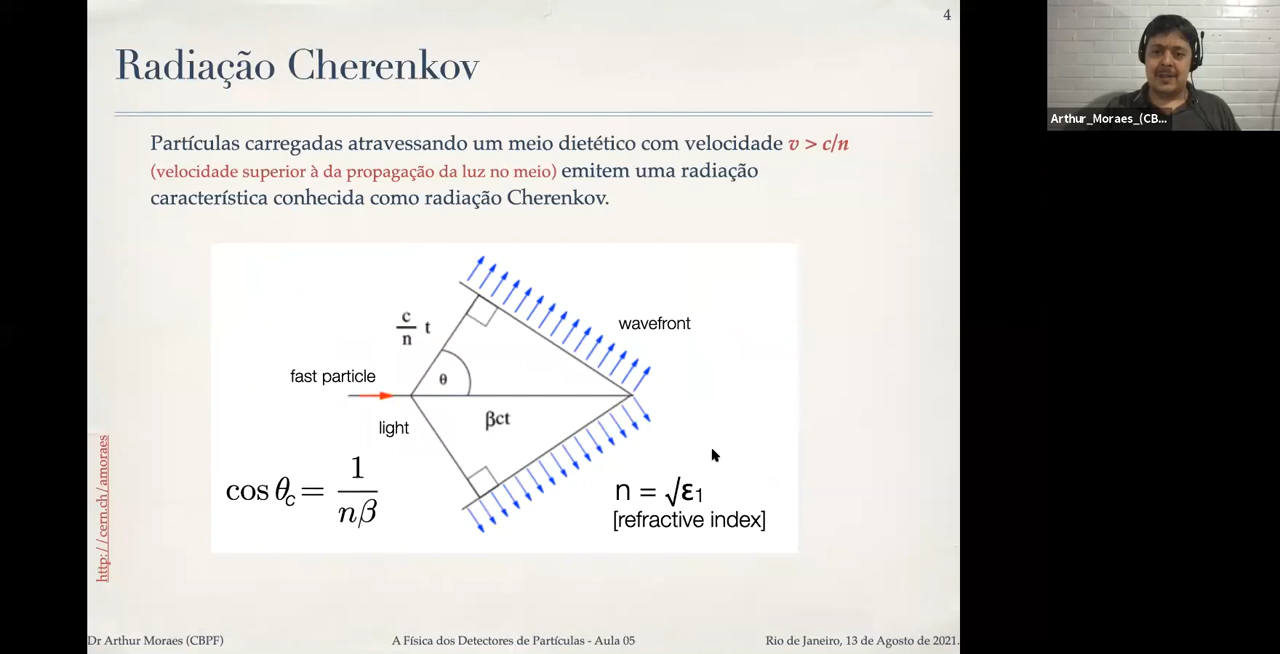 4
Radiação Cherenkov
Partículas carregadas atravessando um meio dietético com velocidade v > c/n
(velocidade superior à da propagação da luz no meio) emitem uma radiação
característica conhecida como radiação Cherenkov.
c/n t
wavefront
fast particle
θ
light
βct
cos θc = 1/nβ
n = √ε1
[refractive index]
http://cern.ch/amoraes
Dr Arthur Moraes (CBPF)
A Física dos Detectores de Partículas - Aula 05
Rio de Janeiro, 13 de Agosto de 2021.
Arthur_Moraes_(CB...